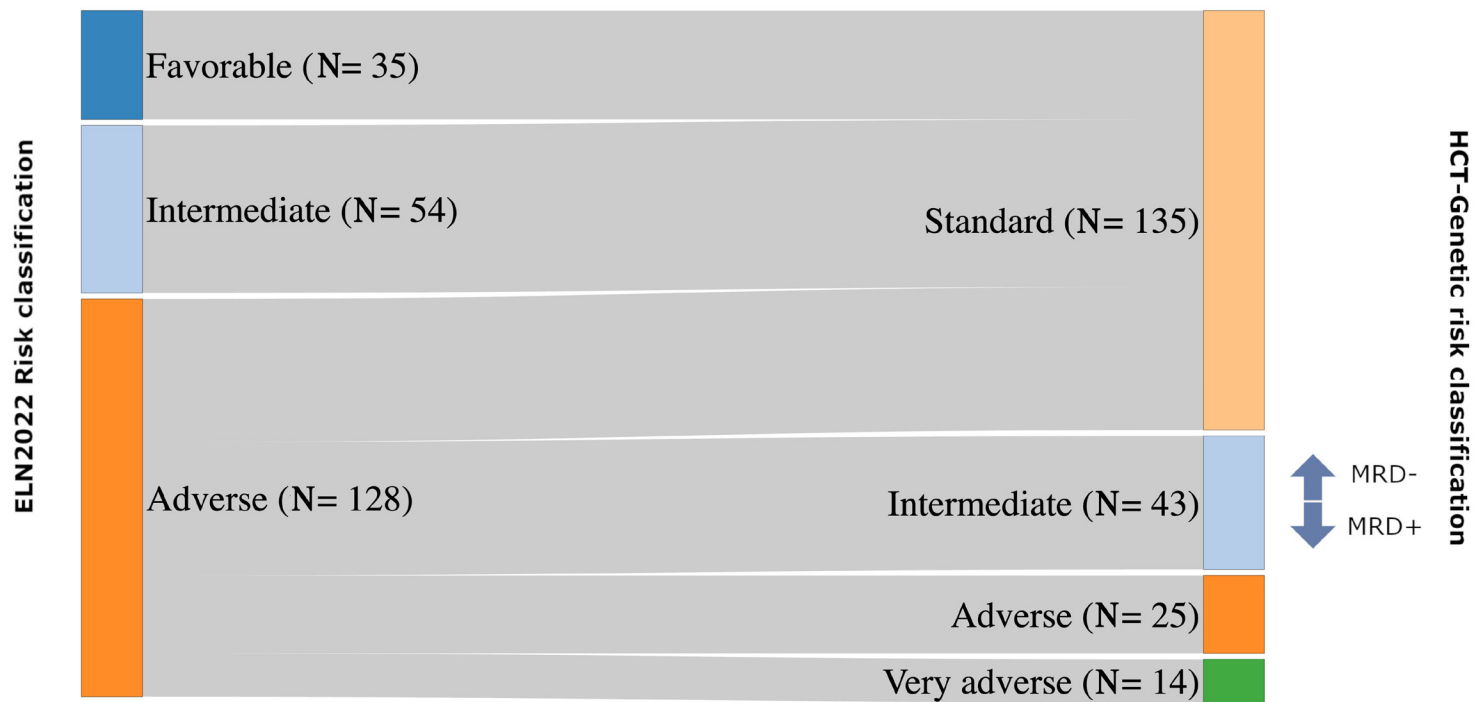 ELN2022 Risk classification
Favorable (N= 35)
Intermediate (N= 54)
Adverse (N= 128)
Standard (N= 135)
Intermediate (N= 43)
Adverse (N= 25)
Very adverse (N= 14)
MRD-
MRD+
HCT-Genetic risk classification